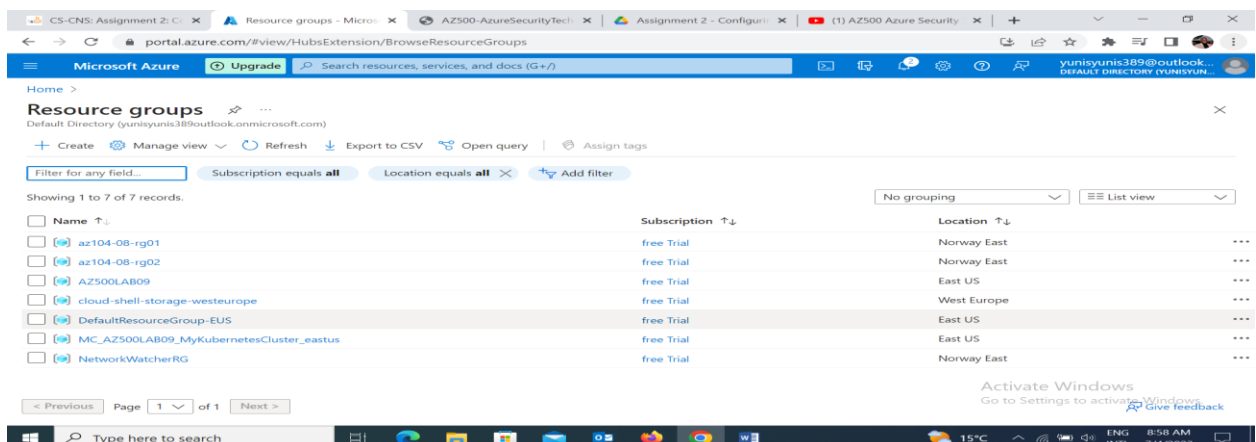 CS-CNS: Assignment 2: C
Resource groups - Micros
AZ500-AzureSecurityTech
Assignment 2 - Configurin
(1) AZ500 Azure Security
portal.azure.com/#view/HubsExtension/BrowseResourceGroups
Microsoft Azure
Upgrade
Search resources, services, and docs (G+/)
2
yunisyunis389@outlook...
DEFAULT DIRECTORY (YUNISYUN...
Home >
Resource groups
Default Directory (yunisyunis389outlook.onmicrosoft.com)
Create Manage view Refresh Export to CSV Open query Assign tags
Filter for any field... Subscription equals all Location equals all Add filter
Showing 1 to 7 of 7 records. No grouping List view
Name Subscription Location
az104-08-rg01 free Trial Norway East
az104-08-rg02 free Trial Norway East
AZ500LAB09 free Trial East US
cloud-shell-storage-westeurope free Trial West Europe
DefaultResourceGroup-EUS free Trial East US
MC_AZ500LAB09_MyKubernetesCluster_eastus free Trial East US
NetworkWatcherRG free Trial Norway East
Activate Windows
Go to Settings to activate Windows.
< Previous Page 1 of 1 Next > Give feedback
Type here to search 15°C ENG 8:58 AM